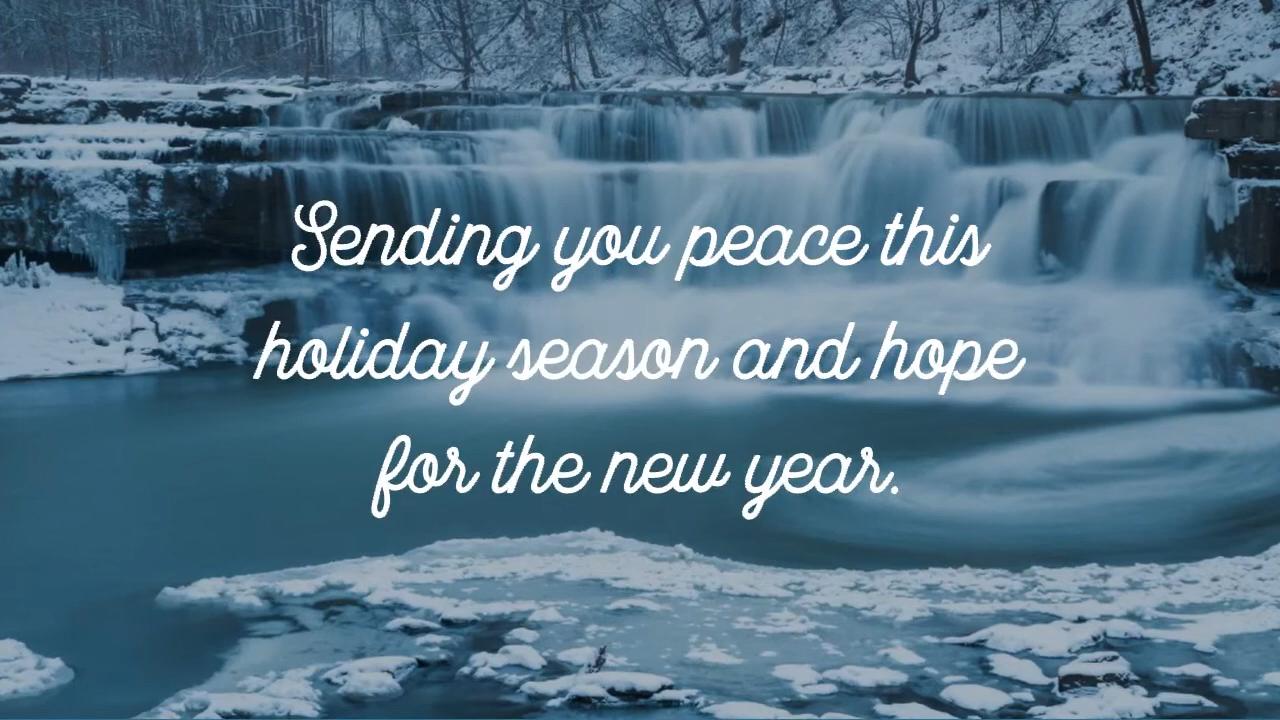 Sending you peace this
holiday season and hope
for the new year.